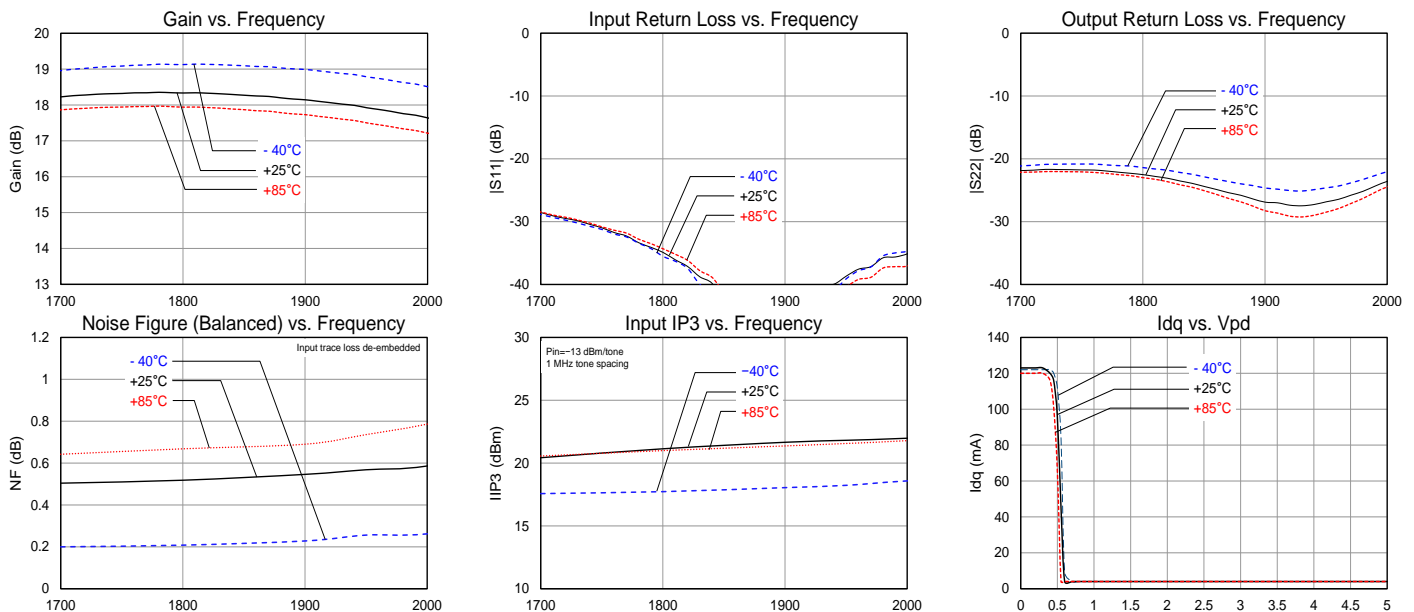 Gain vs. Frequency
20
19
18
17
16
15
14
13
Gain (dB)
- 40°C
+25°C
+85°C
1700
1800
1900
2000
Input Return Loss vs. Frequency
0
-10
-20
-30
-40
|S11| (dB)
- 40°C
+25°C
+85°C
1700
1800
1900
2000
Output Return Loss vs. Frequency
0
-10
-20
-30
-40
|S22| (dB)
- 40°C
+25°C
+85°C
1700
1800
1900
2000
Noise Figure (Balanced) vs. Frequency
Input trace loss de-embedded
1.2
1
0.8
0.6
0.4
0.2
0
NF (dB)
- 40°C
+25°C
+85°C
1700
1800
1900
2000
Input IP3 vs. Frequency
Pin=−13 dBm/tone
1 MHz tone spacing
30
25
20
15
10
IIP3 (dBm)
−40°C
+25°C
+85°C
1700
1800
1900
2000
Idq vs. Vpd
140
120
100
80
60
40
20
0
Idq (mA)
- 40°C
+25°C
+85°C
0
0.5
1
1.5
2
2.5
3
3.5
4
4.5
5